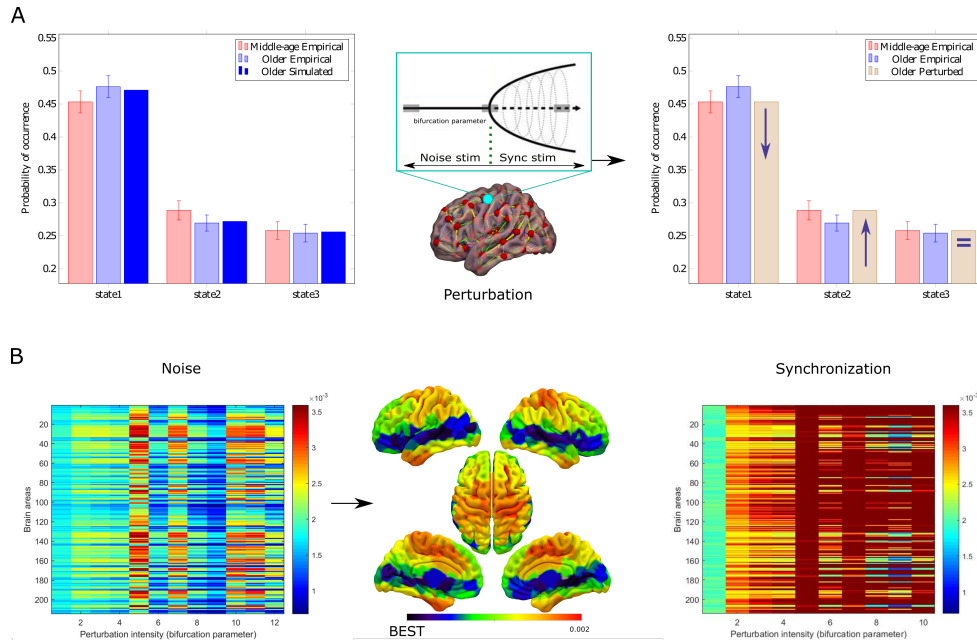 A
0.55
0.5
0.45
0.4
0.35
0.3
0.25
0.2
Probability of occurrence
Middle-age Empirical
Older Empirical
Older Simulated
state1
state2
state3
bifurcation parameter
Noise stim
Sync stim
Perturbation
0.55
0.5
0.45
0.4
0.35
0.3
0.25
0.2
Probability of occurrence
Middle-age Empirical
Older Empirical
Older Perturbed
=
state1
state2
state3
B
Noise
20
40
60
80
100
120
140
160
180
200
Brain areas
2 4 6 8 10 12
Perturbation intensity (bifurcation parameter)
×10⁻³
3.5
3
2.5
2
1.5
1
BEST
0.002
Synchronization
20
40
60
80
100
120
140
160
180
200
Brain areas
2 4 6 8 10
Perturbation intensity (bifurcation parameter)
3.5
3
2.5
2
1.5
1